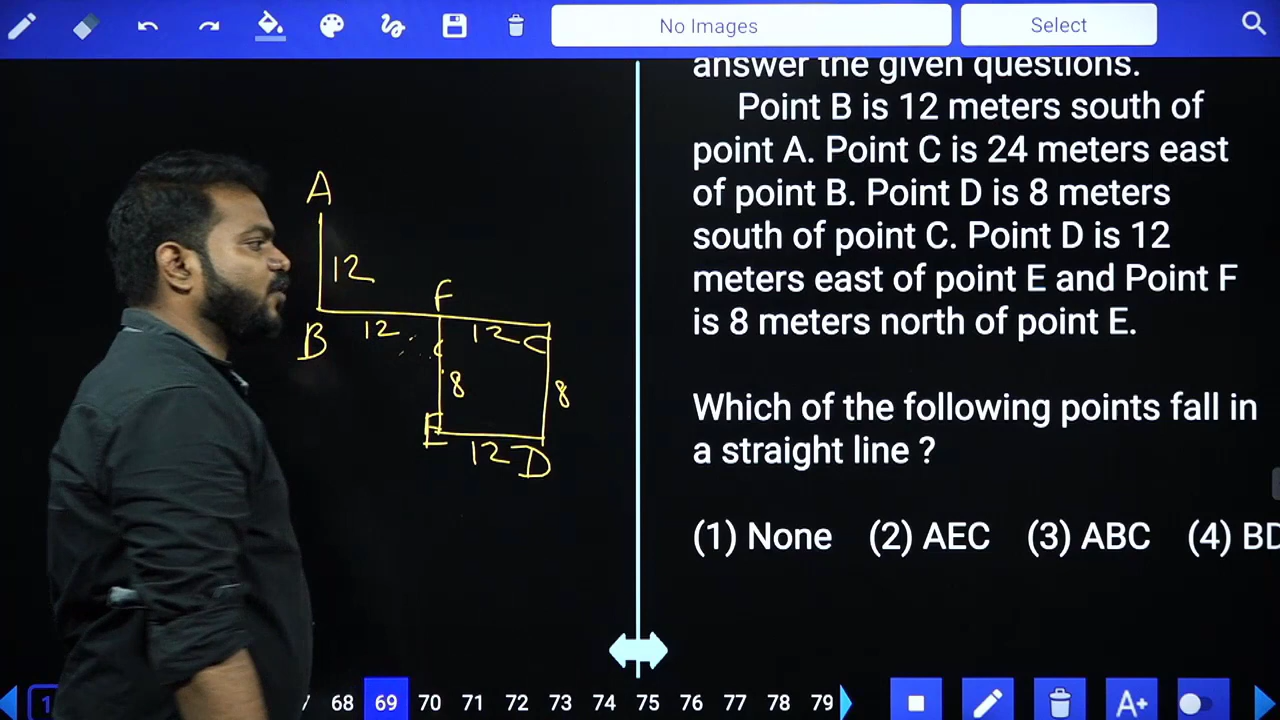 No Images
Select
answer the given questions.
Point B is 12 meters south of
point A. Point C is 24 meters east
of point B. Point D is 8 meters
south of point C. Point D is 12
meters east of point E and Point F
is 8 meters north of point E.
Which of the following points fall in
a straight line ?
(1) None (2) AEC (3) ABC (4) BD
A
12
F
B 12 12 C
8 8
E 12 D
68 69 70 71 72 73 74 75 76 77 78 79
A+